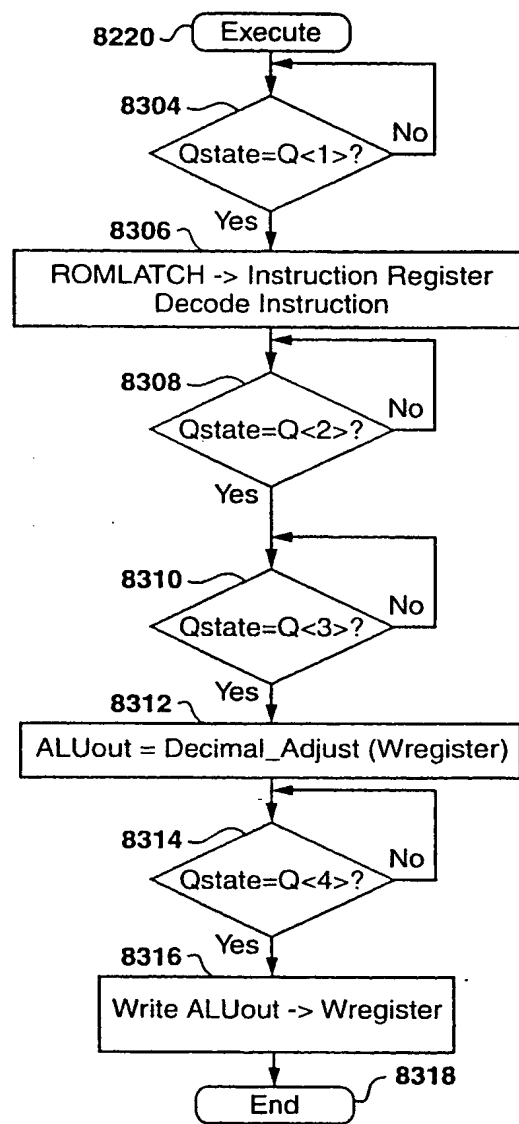 8220 Execute
8304
Qstate=Q<1>?
No
Yes
8306
ROMLATCH -> Instruction Register
Decode Instruction
8308
Qstate=Q<2>?
No
Yes
8310
Qstate=Q<3>?
No
Yes
8312
ALUout = Decimal_Adjust (Wregister)
8314
Qstate=Q<4>?
No
Yes
8316
Write ALUout -> Wregister
End 8318